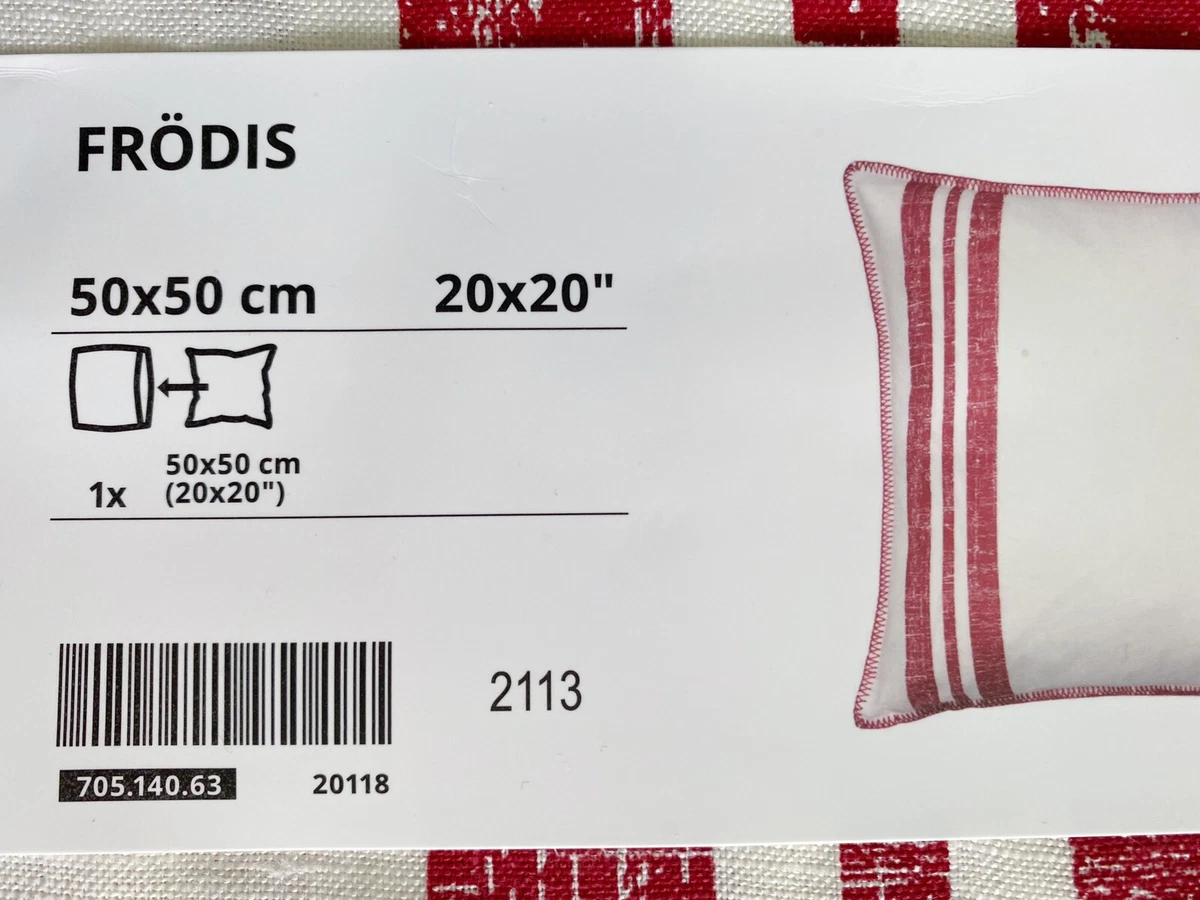 FRÖDIS
50x50 cm 20x20"
1x 50x50 cm
(20x20")
2113
705.140.63 20118